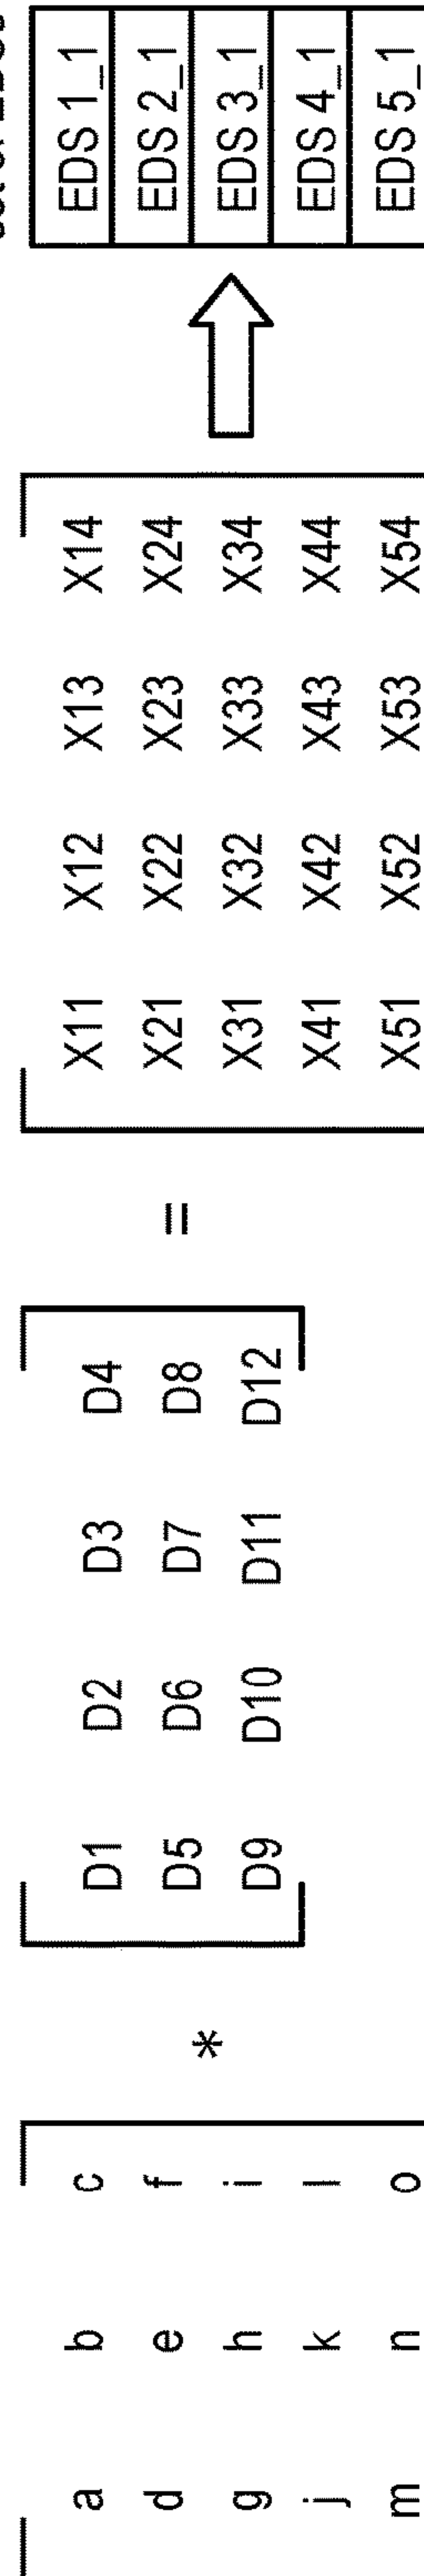 a b c * D1 D2 D3 D4 = X11 X12 X13 X14 EDS 1_1
d e f D5 D6 D7 D8 X21 X22 X23 X24 EDS 2_1
g h i D9 D10 D11 D12 X31 X32 X33 X34 EDS 3_1
j k l X41 X42 X43 X44 EDS 4_1
m n o X51 X52 X53 X54 EDS 5_1